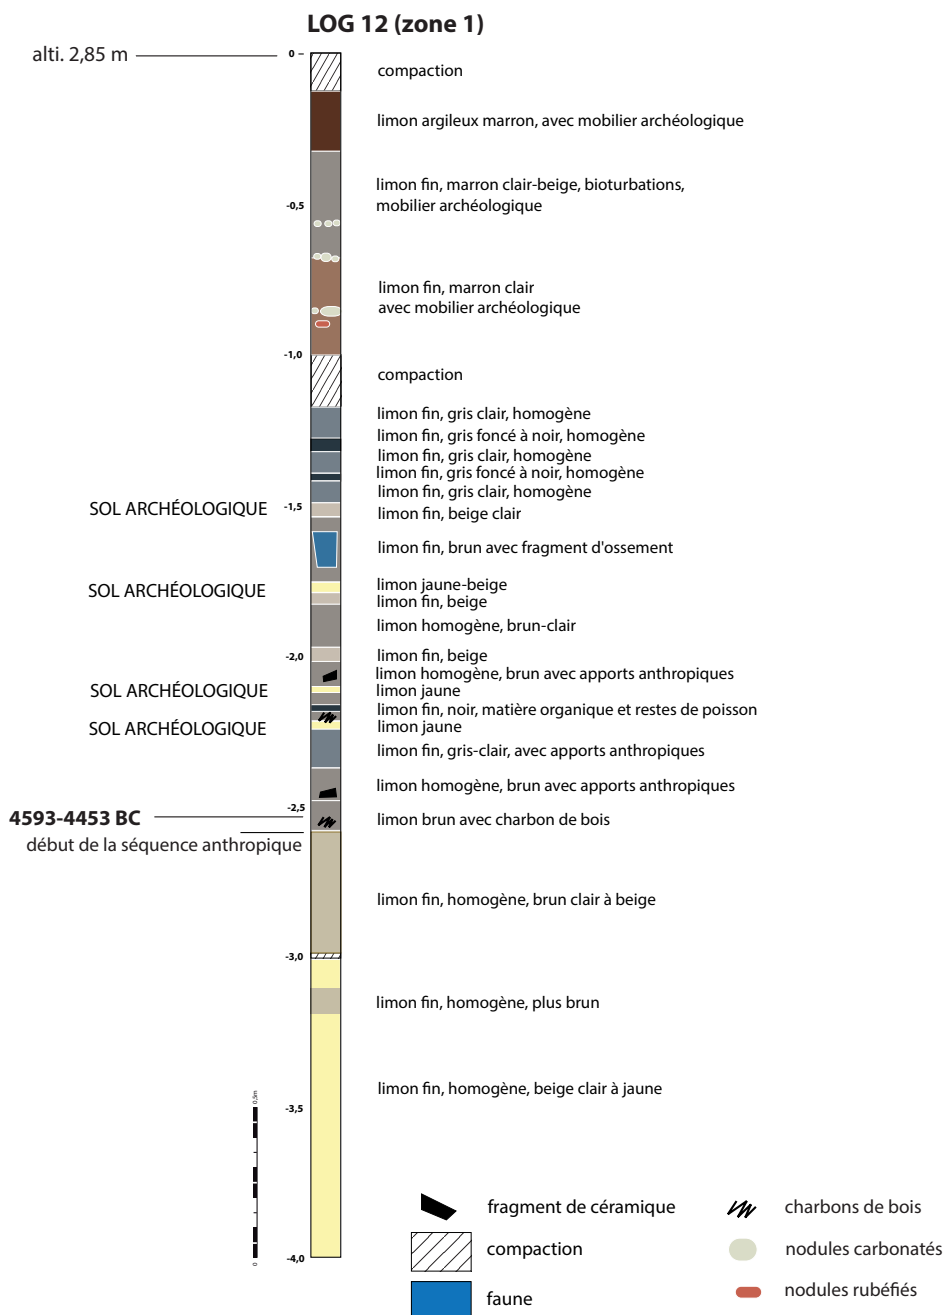 LOG 12 (zone 1)
alti. 2,85 m
0
compaction
limon argileux marron, avec mobilier archéologique
limon fin, marron clair-beige, bioturbations,
mobilier archéologique
-0,5
limon fin, marron clair
avec mobilier archéologique
-1,0
compaction
limon fin, gris clair, homogène
limon fin, gris foncé à noir, homogène
limon fin, gris clair, homogène
limon fin, gris foncé à noir, homogène
limon fin, gris clair, homogène
SOL ARCHÉOLOGIQUE
-1,5
limon fin, beige clair
limon fin, brun avec fragment d'ossement
SOL ARCHÉOLOGIQUE
limon jaune-beige
limon fin, beige
limon homogène, brun-clair
-2,0
limon fin, beige
limon homogène, brun avec apports anthropiques
SOL ARCHÉOLOGIQUE
limon jaune
limon fin, noir, matière organique et restes de poisson
SOL ARCHÉOLOGIQUE
limon jaune
limon fin, gris-clair, avec apports anthropiques
limon homogène, brun avec apports anthropiques
-2,5
4593-4453 BC
limon brun avec charbon de bois
début de la séquence anthropique
limon fin, homogène, brun clair à beige
-3,0
limon fin, homogène, plus brun
limon fin, homogène, beige clair à jaune
0,5m
-3,5
0
-4,0
fragment de céramique
charbons de bois
compaction
nodules carbonatés
faune
nodules rubéfiés